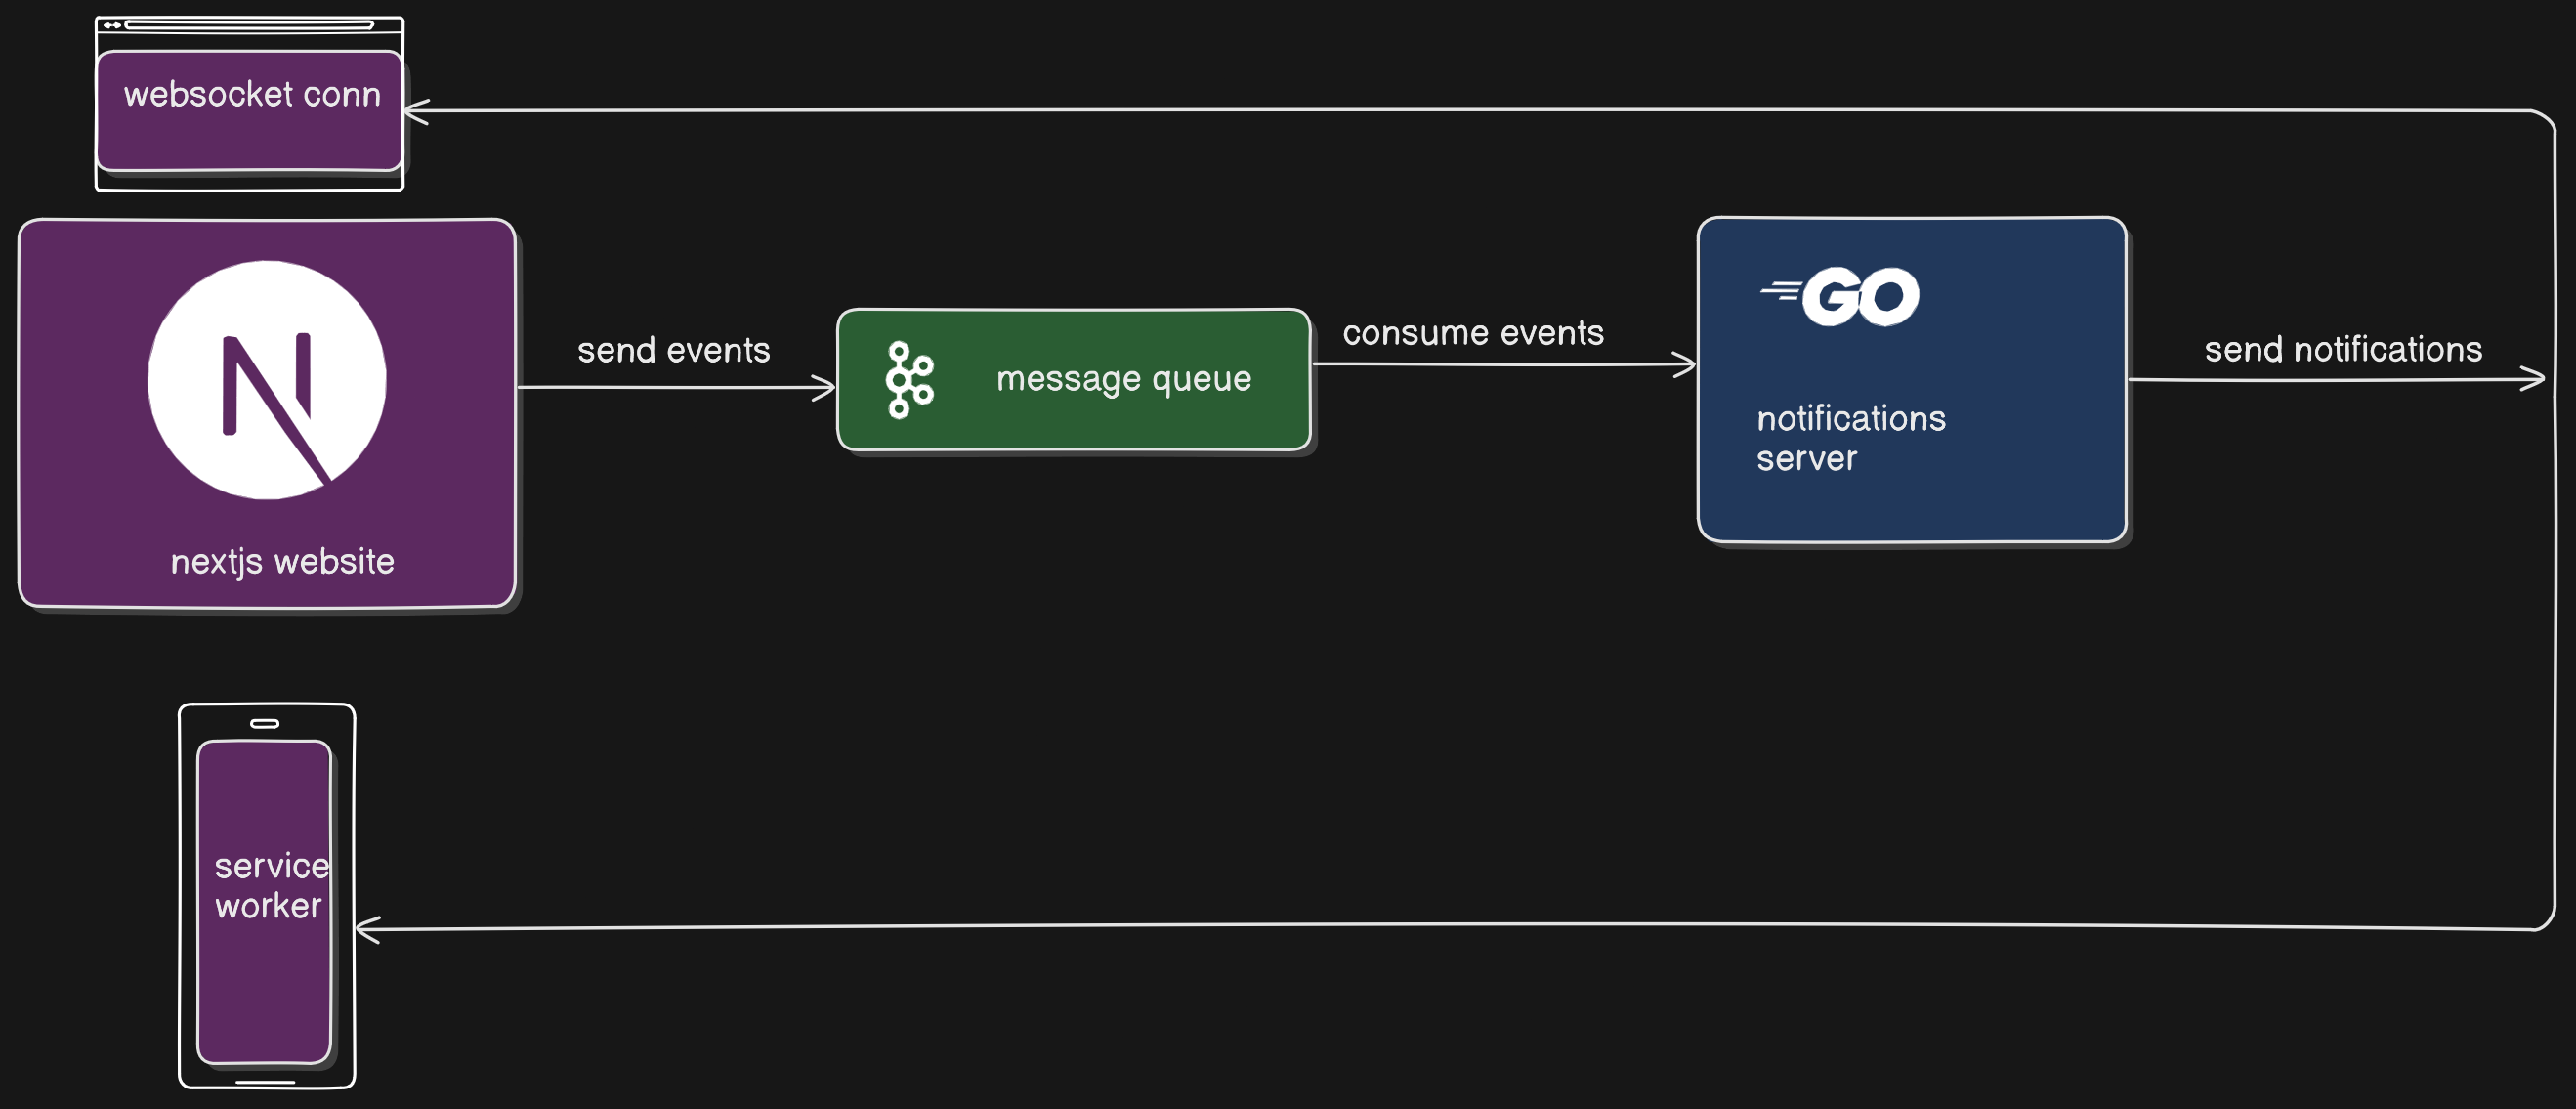 websocket conn
nextjs website
send events
message queue
consume events
GO
notifications
server
send notifications
service
worker